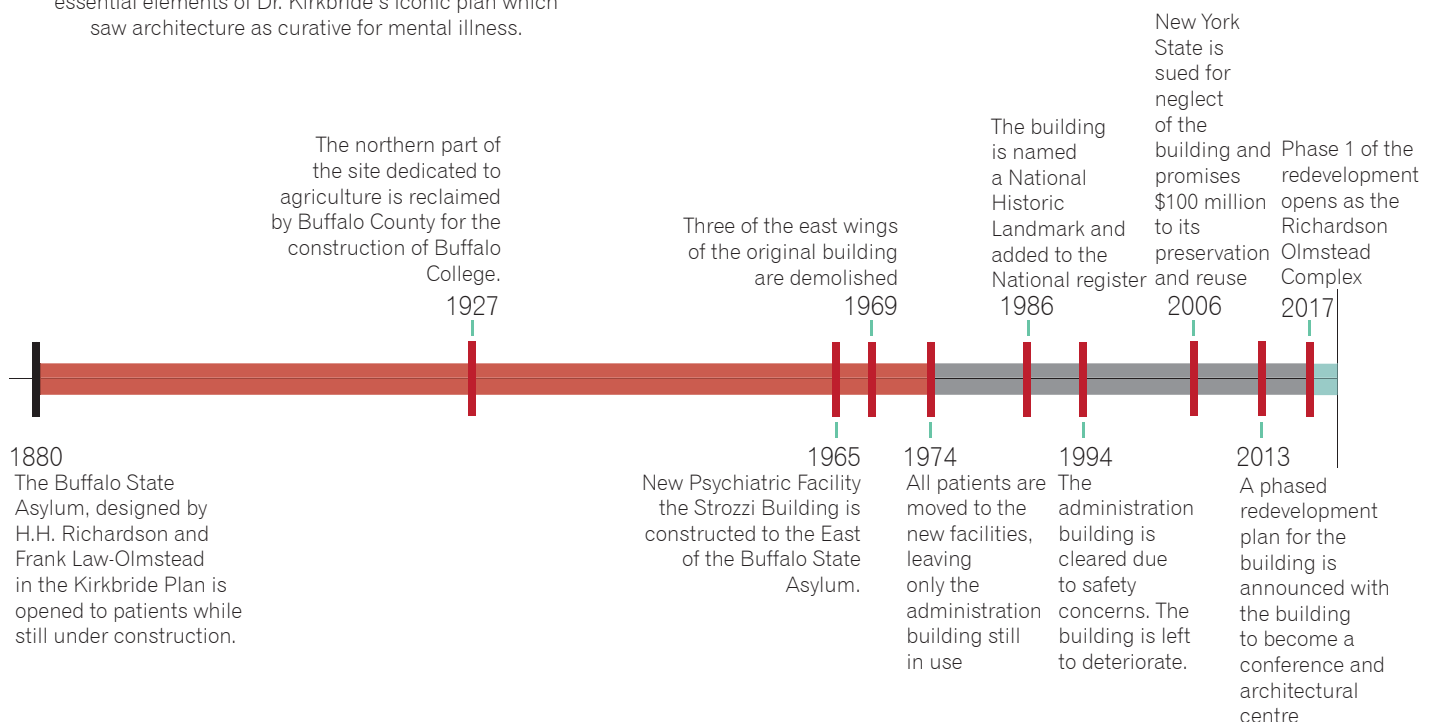 essential elements of Dr. Kirkbride's iconic plan which
saw architecture as curative for mental illness.
The northern part of
the site dedicated to
agriculture is reclaimed
by Buffalo County for the
construction of Buffalo
College.
1927
Three of the east wings
of the original building
are demolished
1969
The building
is named
a National
Historic
Landmark and
added to the
National register
1986
New York
State is
sued for
neglect
of the
building and
promises
$100 million
to its
preservation
and reuse
2006
Phase 1 of the
redevelopment
opens as the
Richardson
Olmstead
Complex
2017
1880
The Buffalo State
Asylum, designed by
H.H. Richardson and
Frank Law-Olmstead
in the Kirkbride Plan is
opened to patients while
still under construction.
1965
New Psychiatric Facility
the Strozzi Building is
constructed to the East
of the Buffalo State
Asylum.
1974
All patients are
moved to the
new facilities,
leaving
only the
administration
building still
in use
1994
The
administration
building is
cleared due
to safety
concerns. The
building is left
to deteriorate.
2013
A phased
redevelopment
plan for the
building is
announced with
the building
to become a
conference and
architectural
centre